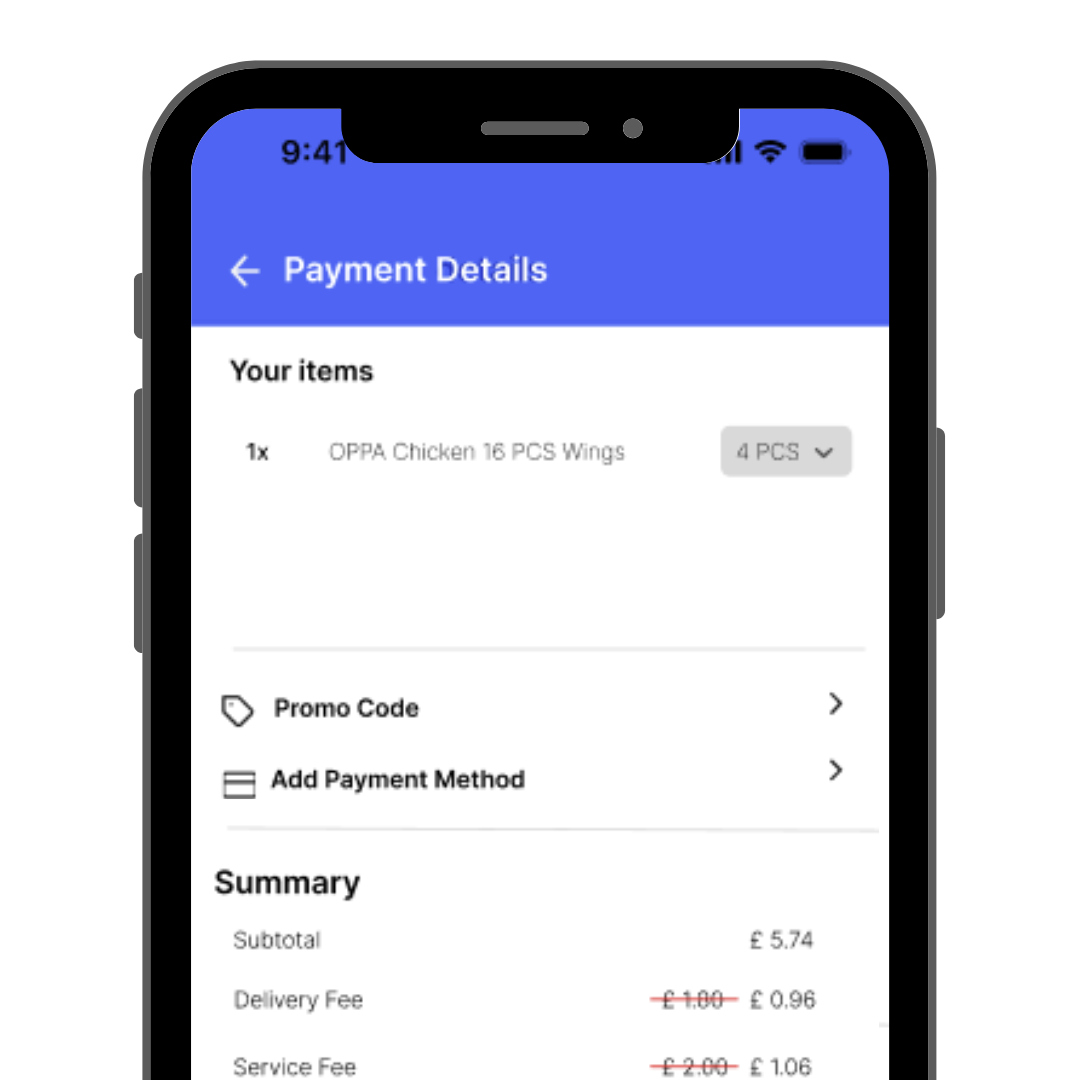 9:41
Payment Details
Your items
1x OPPA Chicken 16 PCS Wings 4 PCS
Promo Code
Add Payment Method
Summary
Subtotal £ 5.74
Delivery Fee £ 1.80 £ 0.96
Service Fee £ 2.00 £ 1.06